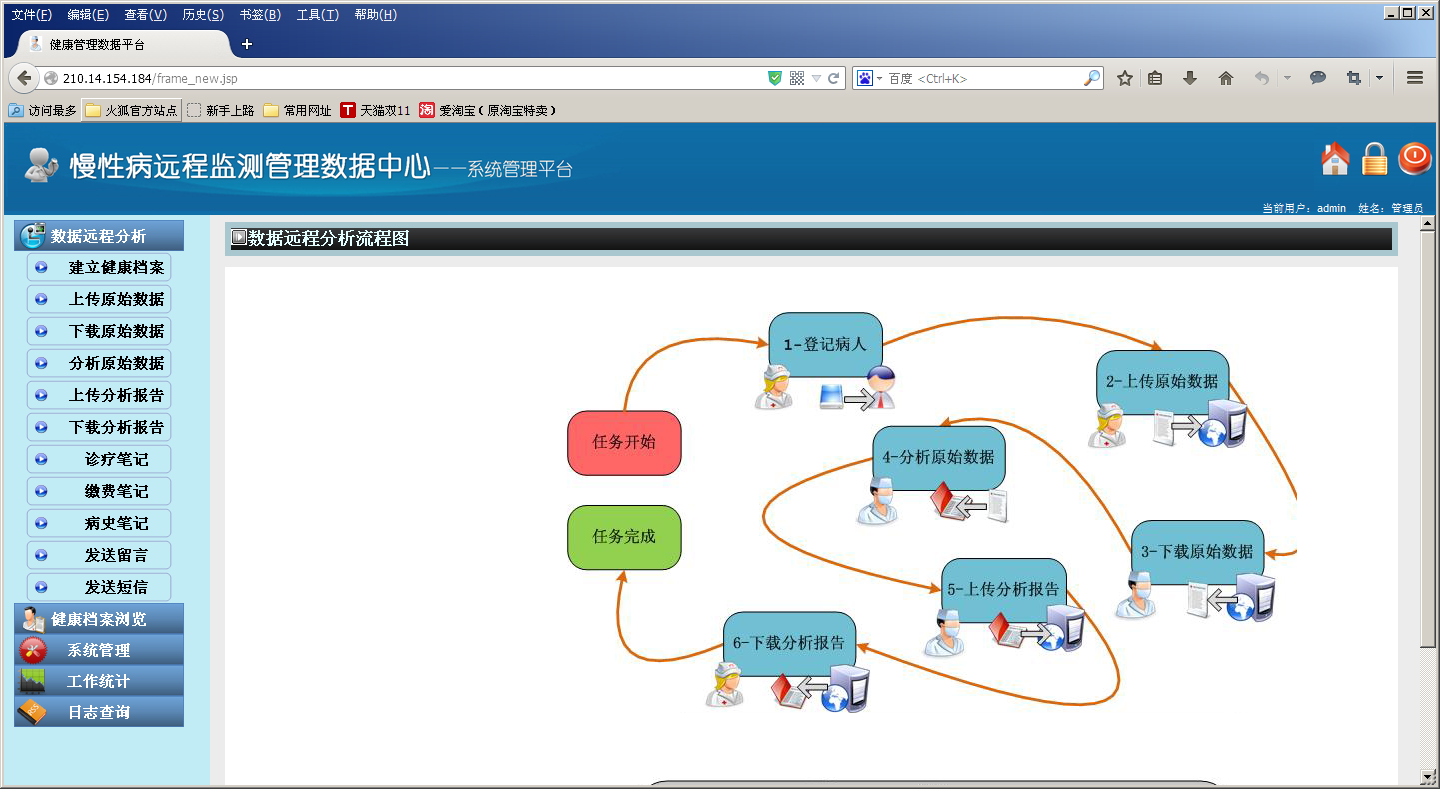 文件(F) 编辑(E) 查看(V) 历史(S) 书签(B) 工具(T) 帮助(H)
健康管理数据平台
210.14.154.184/frame_new.jsp
百度 <Ctrl+K>
访问最多 火狐官方站点 新手上路 常用网址 T 天猫双11 淘 爱淘宝(原淘宝特卖)
慢性病远程监测管理数据中心——系统管理平台
当前用户：admin 姓名：管理员
数据远程分析
建立健康档案
上传原始数据
下载原始数据
分析原始数据
上传分析报告
下载分析报告
诊疗笔记
缴费笔记
病史笔记
发送留言
发送短信
健康档案浏览
系统管理
工作统计
日志查询
数据远程分析流程图
任务开始
1-登记病人
2-上传原始数据
3-下载原始数据
4-分析原始数据
5-上传分析报告
6-下载分析报告
任务完成